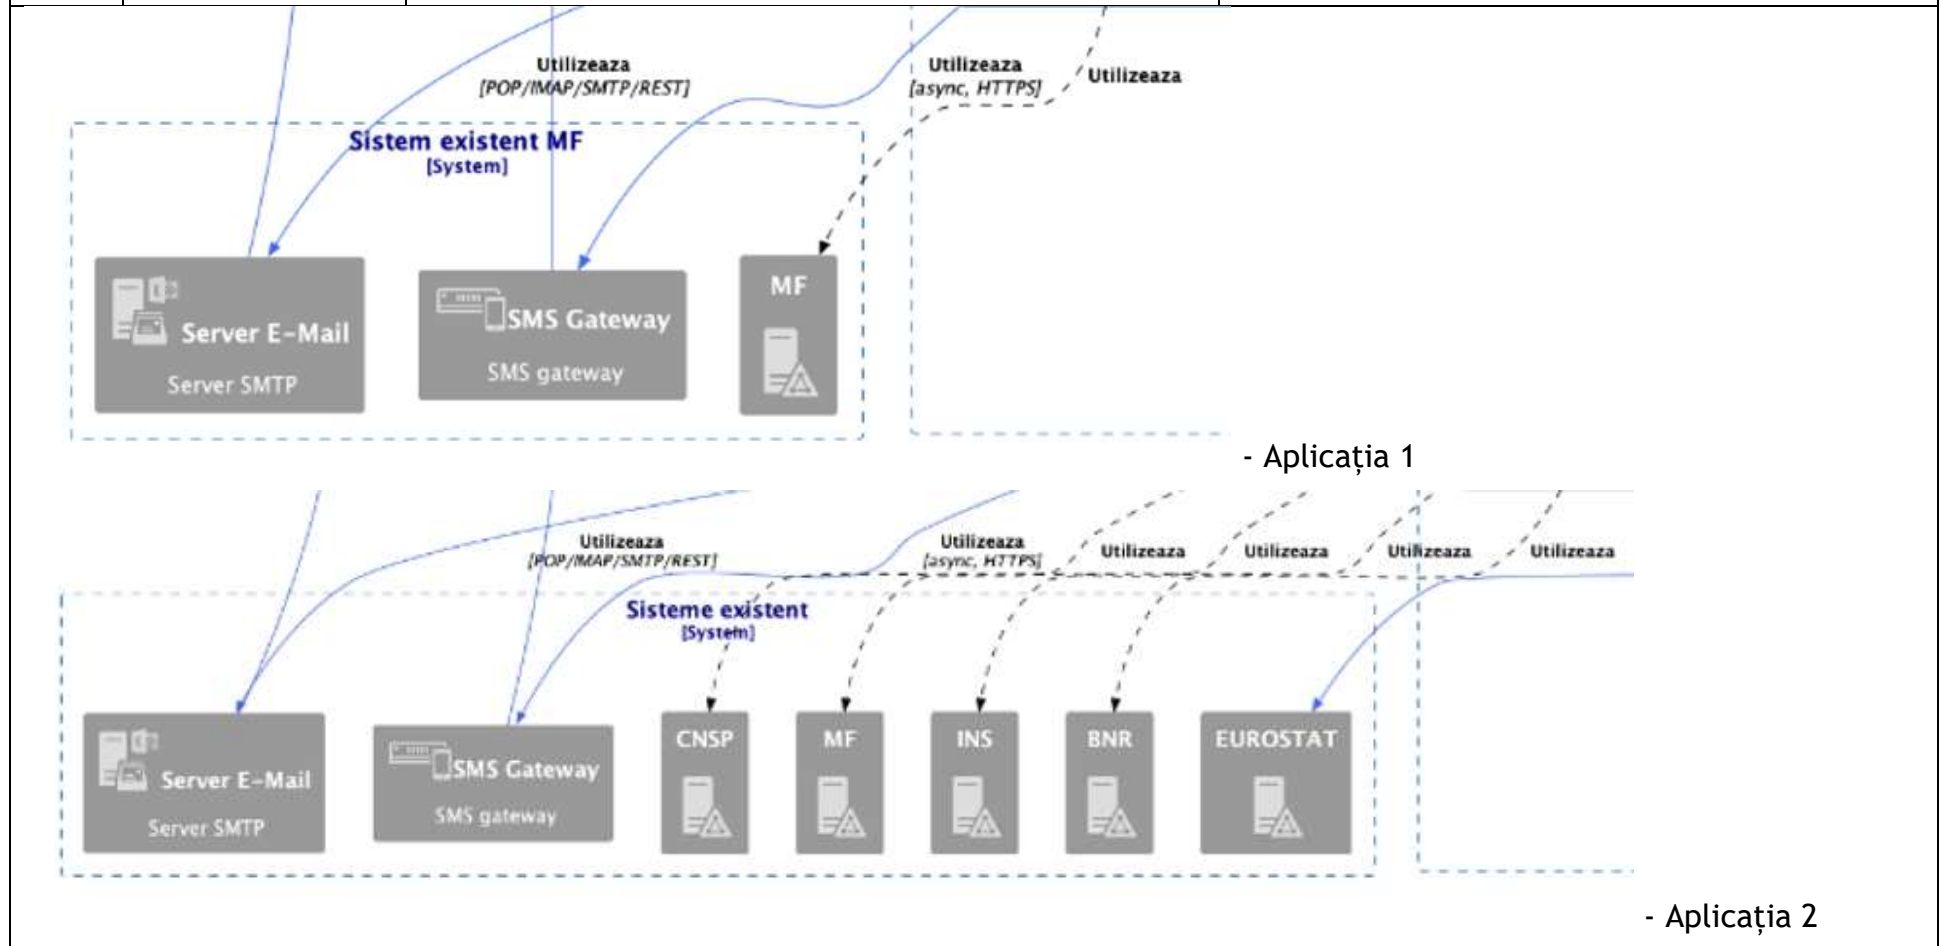 Utilizeaza
[POP/IMAP/SMTP/REST]
Utilizeaza
[async, HTTPS]
Utilizeaza
Sistem existent MF
[System]
Server E-Mail
Server SMTP
SMS Gateway
SMS gateway
MF
- Aplicația 1
Utilizeaza
[POP/IMAP/SMTP/REST]
Utilizeaza
[async, HTTPS]
Utilizeaza
Utilizeaza
Utilizeaza
Utilizeaza
Sisteme existent
[System]
Server E-Mail
Server SMTP
SMS Gateway
SMS gateway
CNSP
MF
INS
BNR
EUROSTAT
- Aplicația 2